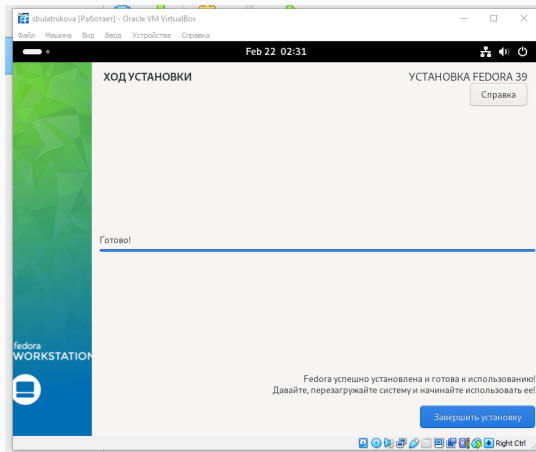 sbulatnikova [Работает] - Oracle VM VirtualBox
Файл Машина Вид Ввод Устройства Справка
Feb 22 02:31
ХОД УСТАНОВКИ
УСТАНОВКА FEDORA 39
Справка
Готово!
fedora
WORKSTATION
Fedora успешно установлена и готова к использованию!
Давайте, перезагружайте систему и начинайте использовать ее!
Завершить установку
Right Ctrl